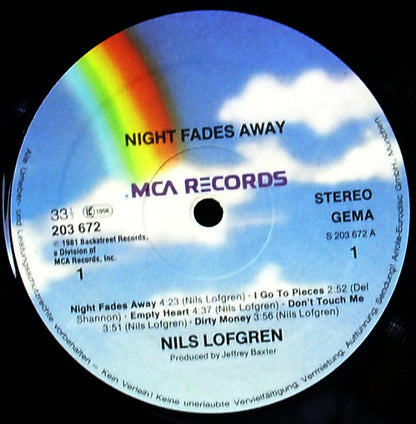 NIGHT FADES AWAY
MCA RECORDS
33⅓
LC 1056
203 672
℗ 1981 Backstreet Records,
a Division of
MCA Records, Inc.
1
STEREO
GEMA
S 203 672 A
1
Night Fades Away 4:23 (Nils Lofgren) · I Go To Pieces 2:52 (Del
Shannon) · Empty Heart 4:37 (Nils Lofgren) · Don't Touch Me
3:51 (Nils Lofgren) · Dirty Money 3:56 (Nils Lofgren)
NILS LOFGREN
Produced by Jeffrey Baxter
Alle Urheber- und Leistungsschutzrechte vorbehalten – Kein Verleih! Keine unerlaubte Vervielfältigung, Vermietung, Aufführung, Sendung! Ariola-Eurodisc GmbH, München